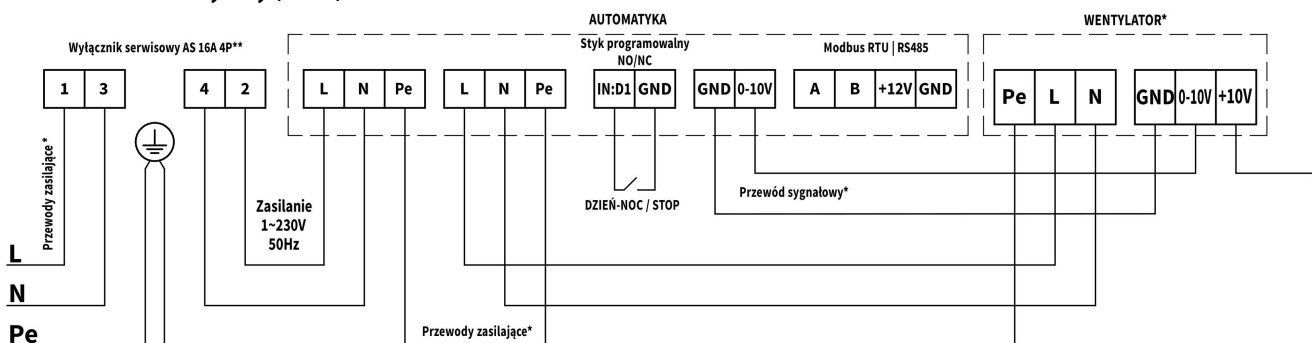 AUTOMATYKA
WENTYLATOR*
Wyłącznik serwisowy AS 16A 4P**
Styk programowalny
NO/NC
Modbus RTU | RS485
1 3
4 2
L N Pe
L N Pe
IN:D1 GND
GND 0-10V
A B +12V GND
Pe L N
GND 0-10V +10V
Przewody zasilające*
Zasilanie
1~230V
50Hz
DZIEŃ-NOC / STOP
Przewód sygnałowy*
L
N
Pe
Przewody zasilające*